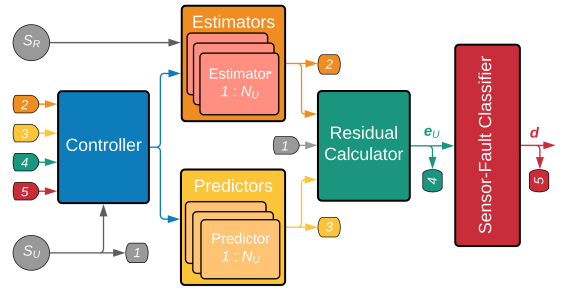 S_R
Estimators
Estimator
1 : N_U
2
2
3
4
5
Controller
1
Residual
Calculator
e_U
4
Sensor-Fault Classifier
d
5
Predictors
Predictor
1 : N_U
3
S_U
1